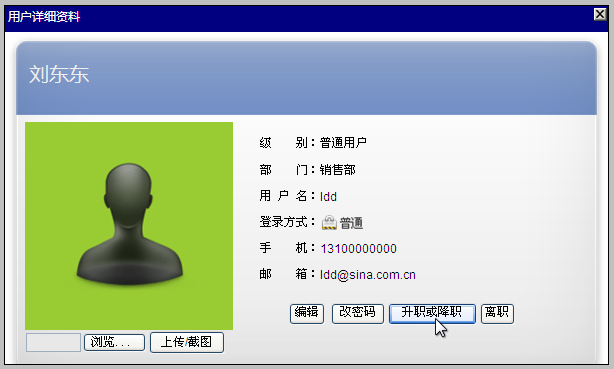 用户详细资料
刘东东
级 别：普通用户
部 门：销售部
用 户 名：ldd
登录方式：普通
手 机：13100000000
邮 箱：ldd@sina.com.cn
编辑 改密码 升职或降职 离职
浏览... 上传/截图